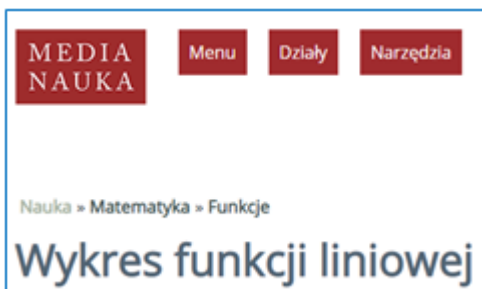 MEDIA
NAUKA
Menu
Działy
Narzędzia
Nauka » Matematyka » Funkcje
Wykres funkcji liniowej